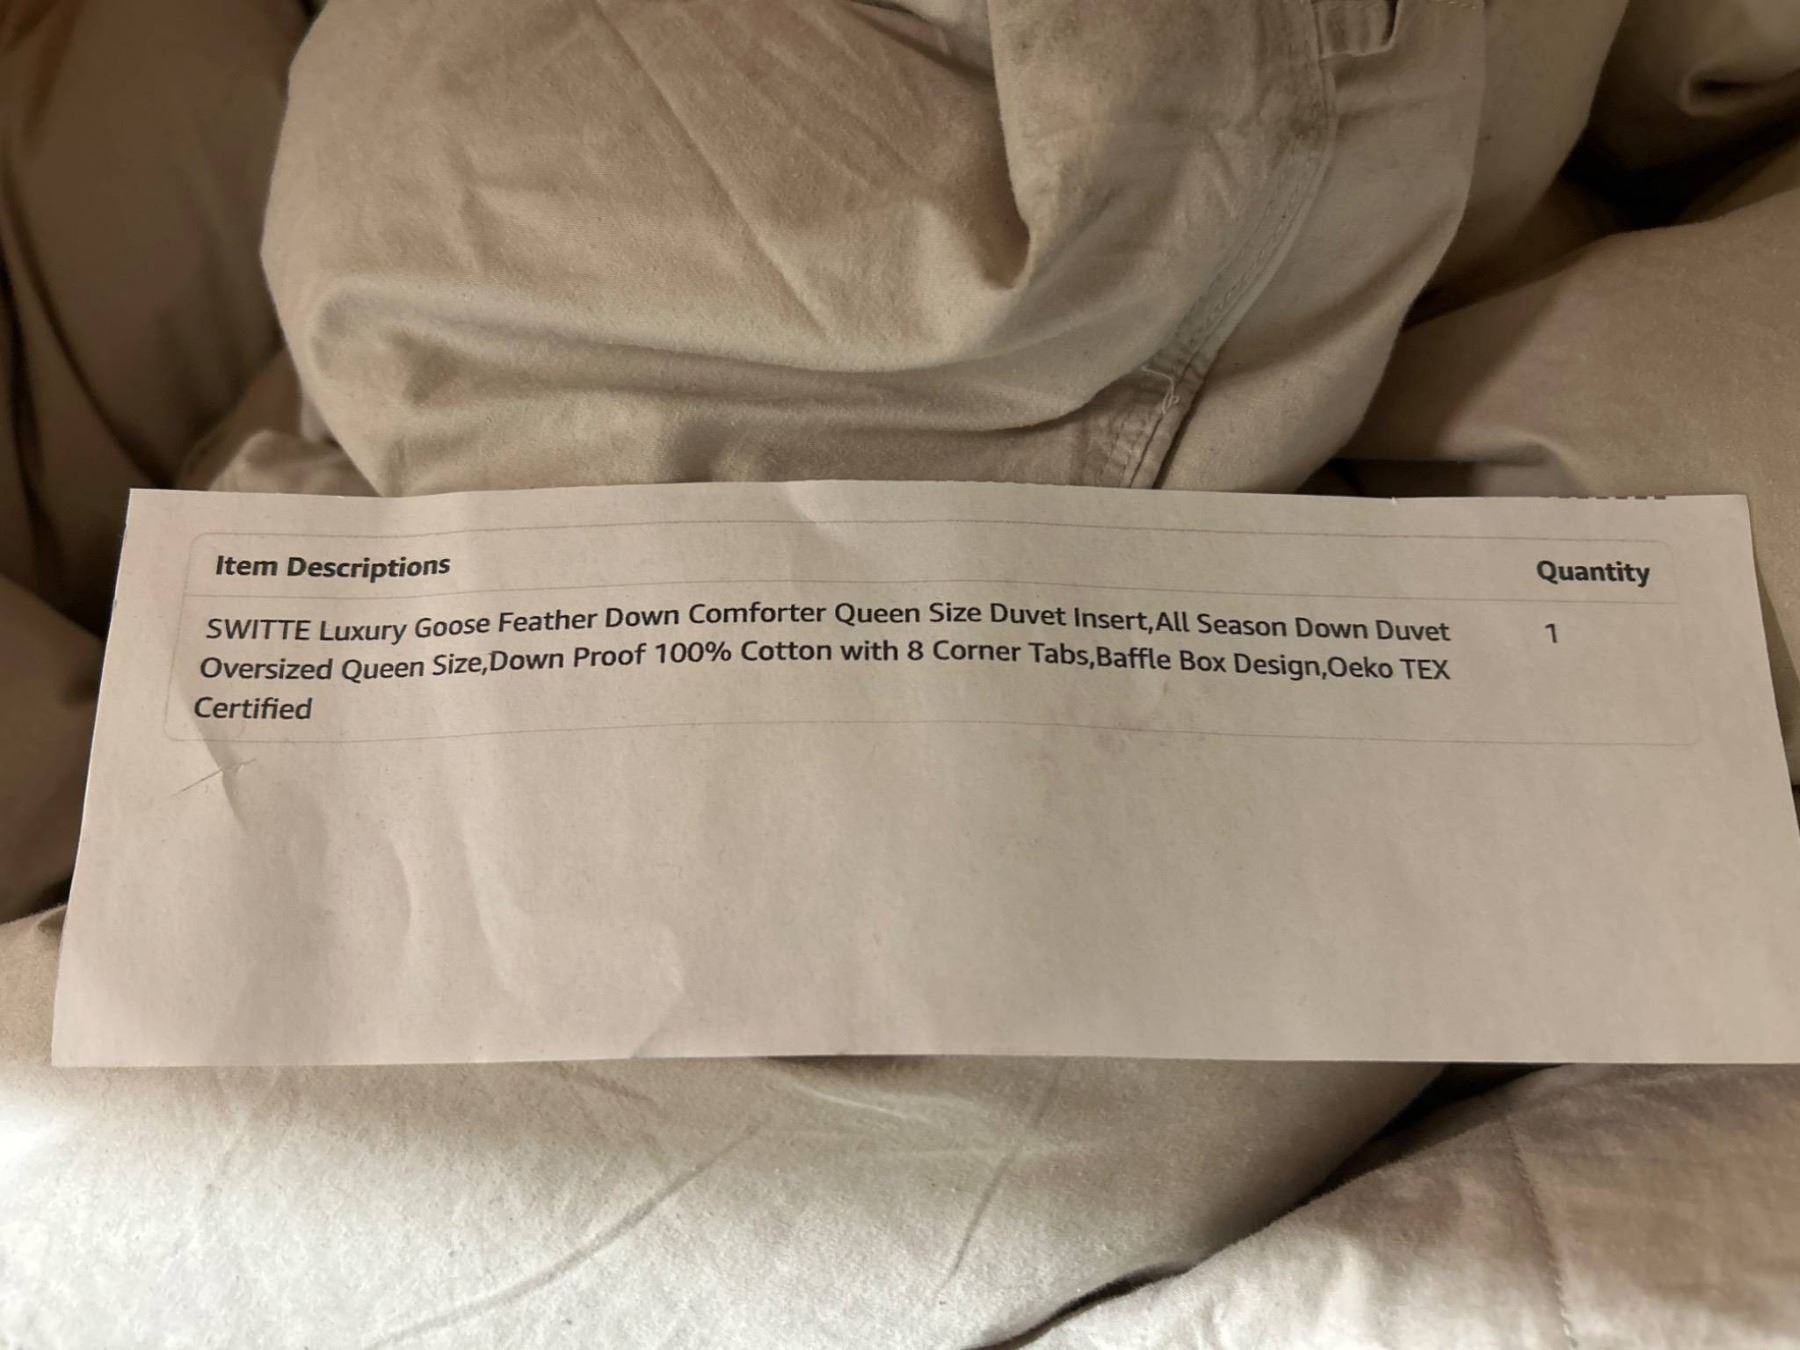 Item Descriptions Quantity
SWITTE Luxury Goose Feather Down Comforter Queen Size Duvet Insert,All Season Down Duvet 1
Oversized Queen Size,Down Proof 100% Cotton with 8 Corner Tabs,Baffle Box Design,Oeko TEX
Certified